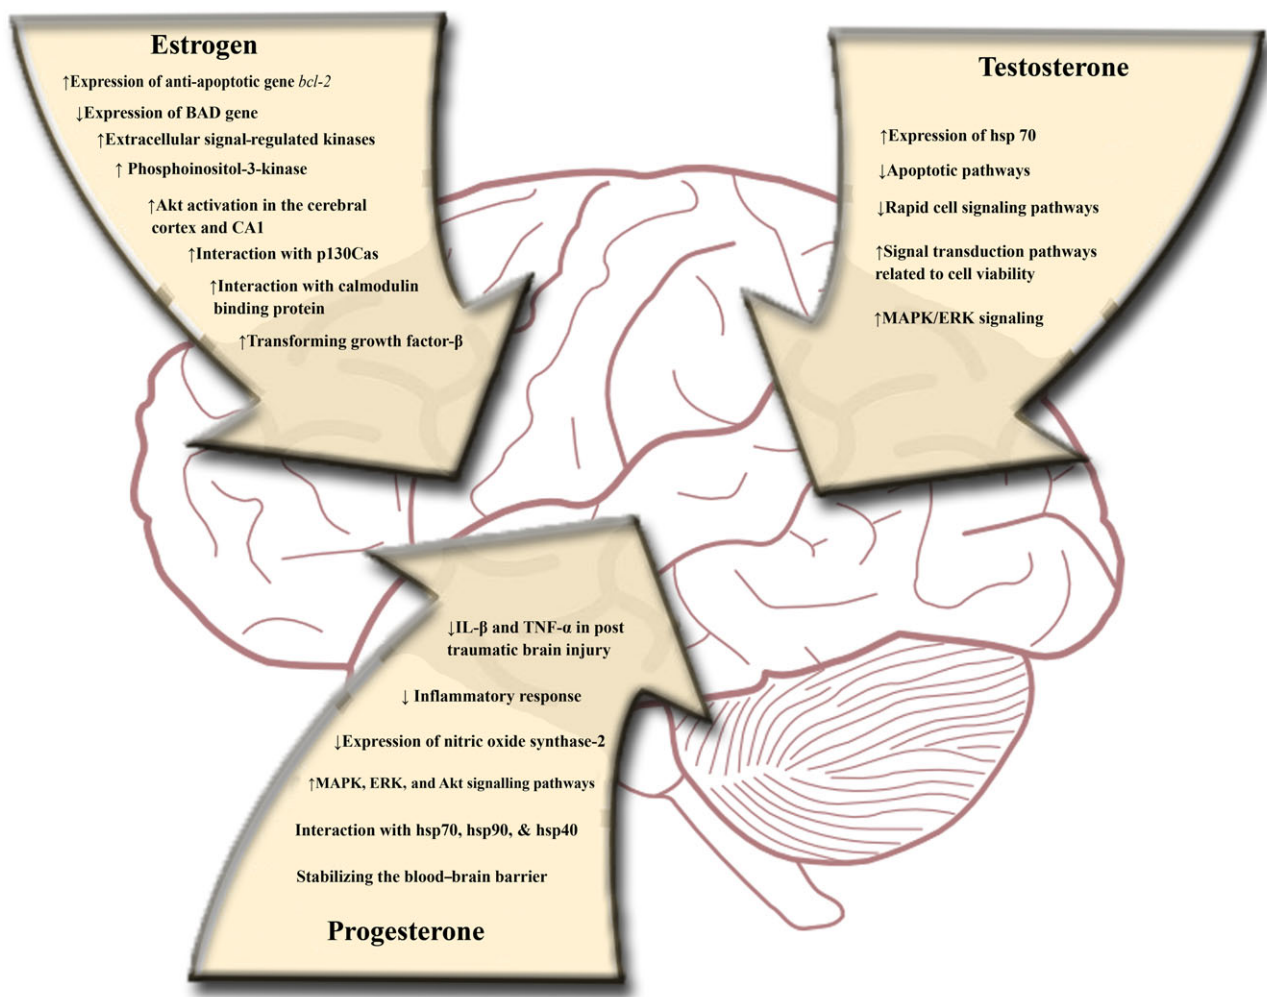 Estrogen
↑Expression of anti-apoptotic gene bcl-2
↓Expression of BAD gene
↑Extracellular signal-regulated kinases
↑ Phosphoinositol-3-kinase
↑Akt activation in the cerebral
cortex and CA1
↑Interaction with p130Cas
↑Interaction with calmodulin
binding protein
↑Transforming growth factor-β
Testosterone
↑Expression of hsp 70
↓Apoptotic pathways
↓Rapid cell signaling pathways
↑Signal transduction pathways
related to cell viability
↑MAPK/ERK signaling
↓IL-β and TNF-α in post
traumatic brain injury
↓ Inflammatory response
↓Expression of nitric oxide synthase-2
↑MAPK, ERK, and Akt signalling pathways
Interaction with hsp70, hsp90, & hsp40
Stabilizing the blood–brain barrier
Progesterone